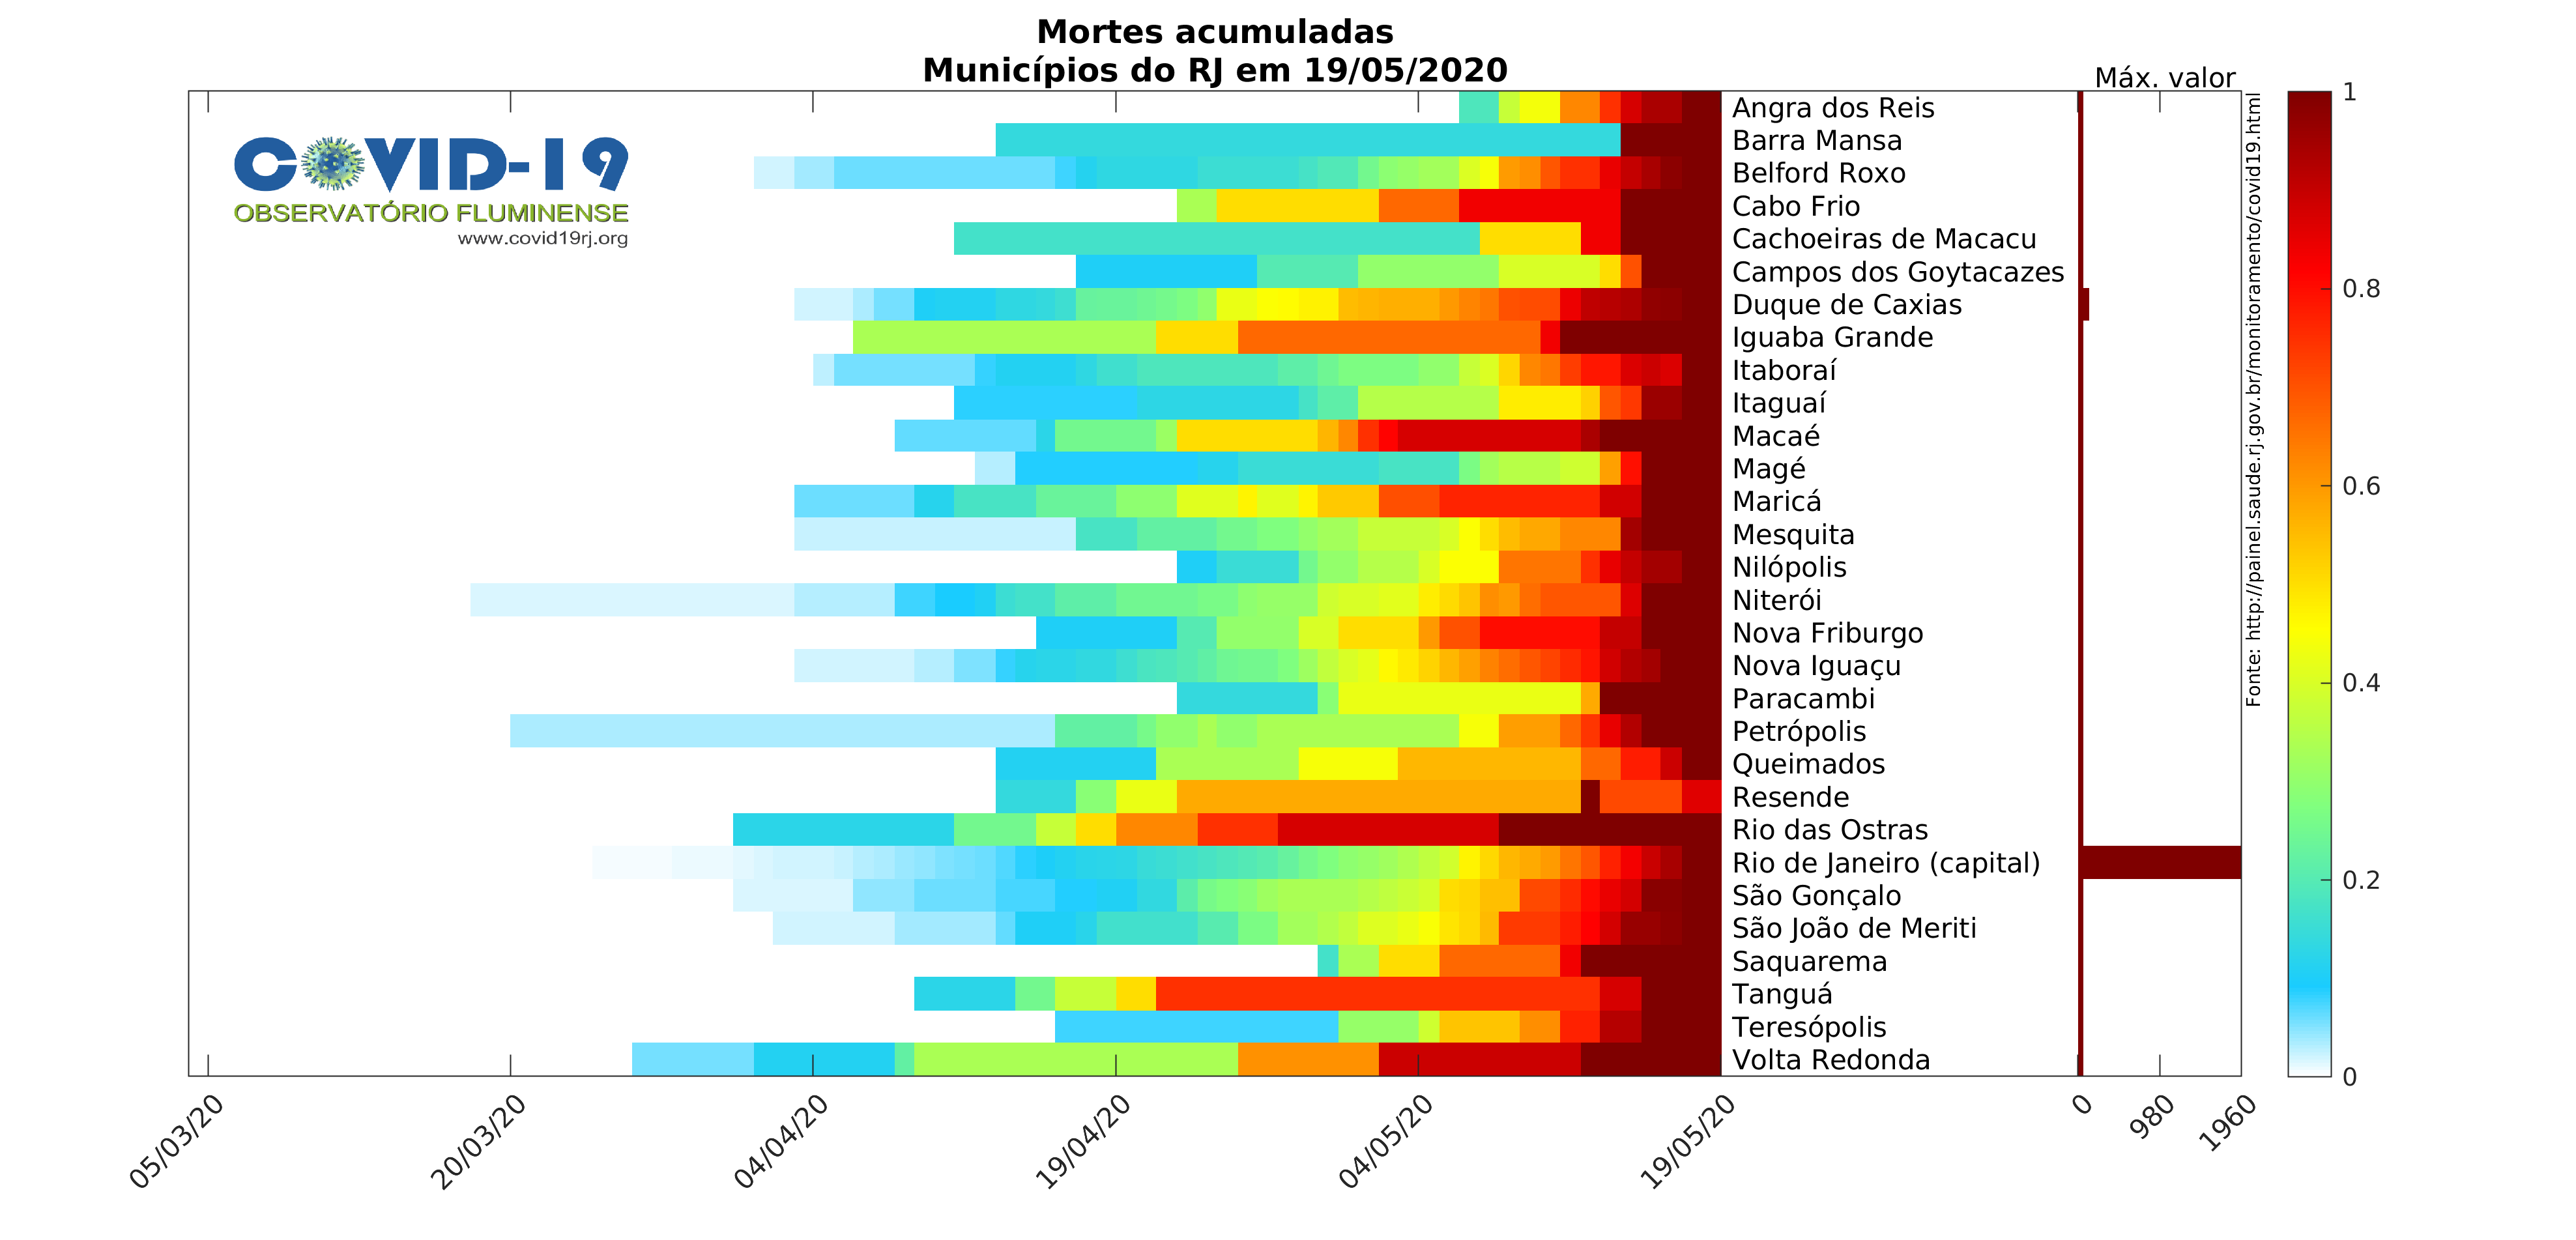 Mortes acumuladas
Municípios do RJ em 19/05/2020
COVID-19
OBSERVATÓRIO FLUMINENSE
www.covid19rj.org
Angra dos Reis
Barra Mansa
Belford Roxo
Cabo Frio
Cachoeiras de Macacu
Campos dos Goytacazes
Duque de Caxias
Iguaba Grande
Itaboraí
Itaguaí
Macaé
Magé
Maricá
Mesquita
Nilópolis
Niterói
Nova Friburgo
Nova Iguaçu
Paracambi
Petrópolis
Queimados
Resende
Rio das Ostras
Rio de Janeiro (capital)
São Gonçalo
São João de Meriti
Saquarema
Tanguá
Teresópolis
Volta Redonda
05/03/20
20/03/20
04/04/20
19/04/20
04/05/20
19/05/20
Máx. valor
0
980
1960
Fonte: http://painel.saude.rj.gov.br/monitoramento/covid19.html
1
0.8
0.6
0.4
0.2
0